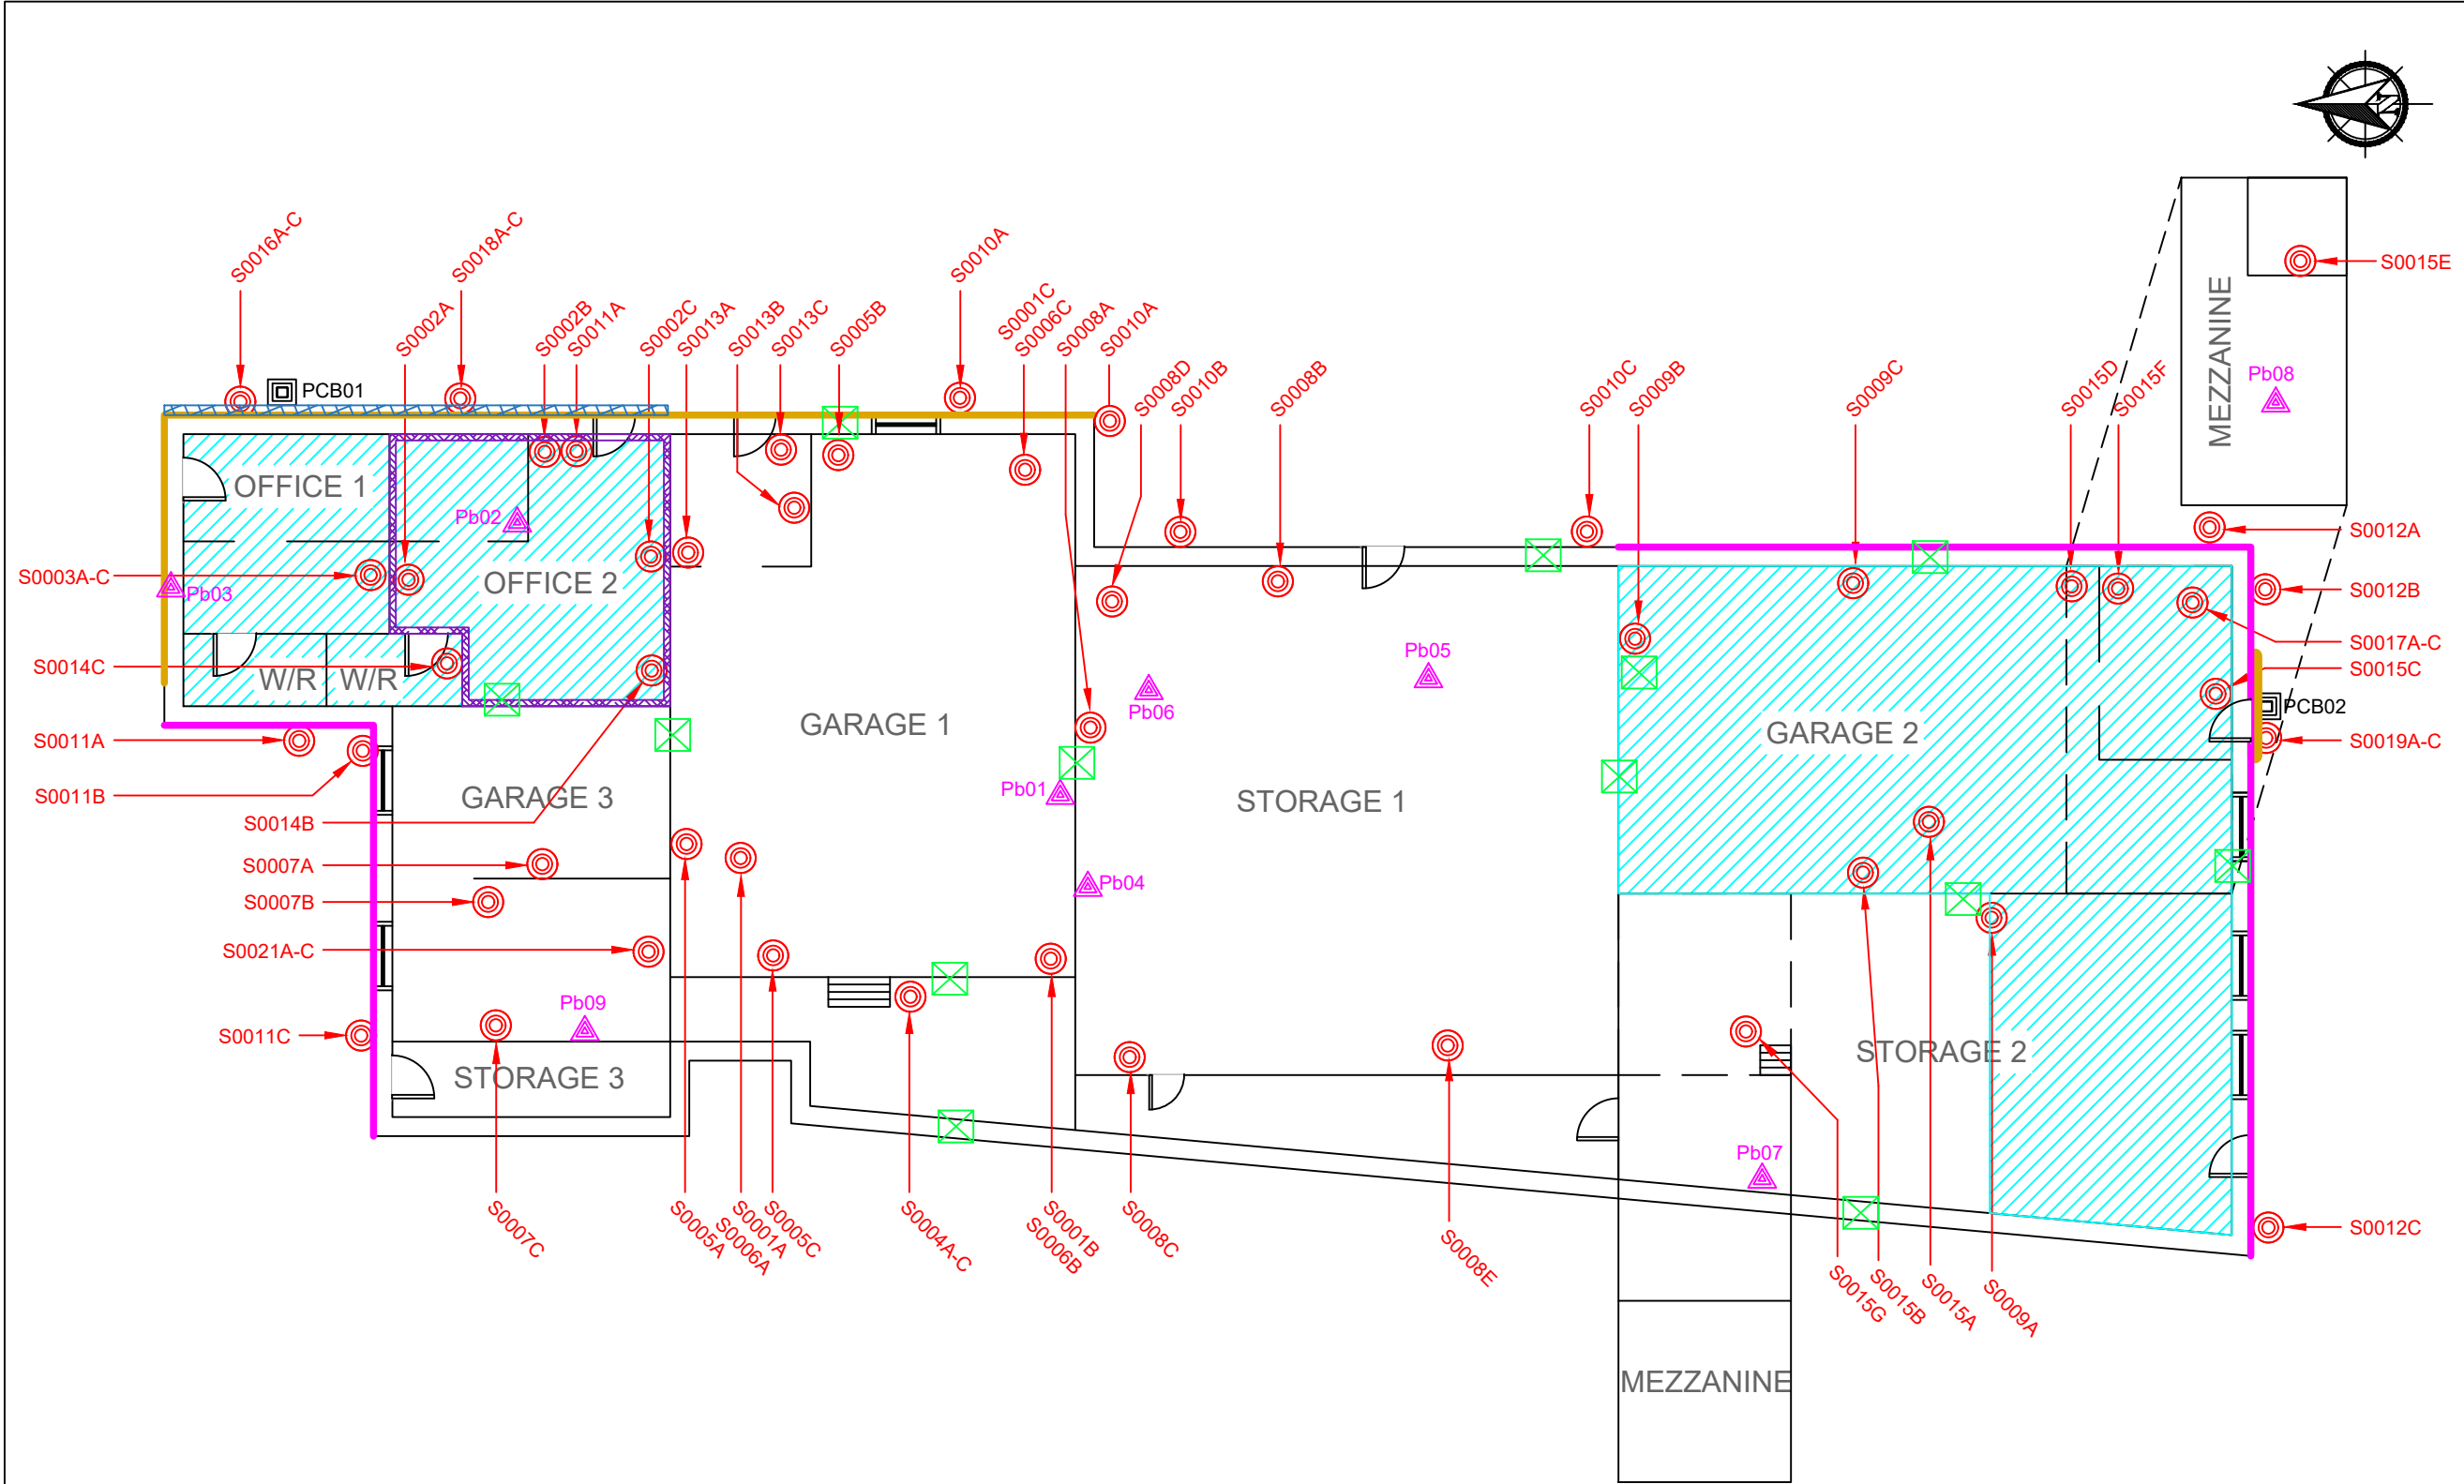 N
S0016A-C
S0018A-C
S0010A
S0015E
S0002A
S0002B
S0011A
S0002C
S0013A
S0013B
S0013C
S0005B
S0001C
S0006C
S0008A
S0010A
S0008D
S0010B
S0008B
S0010C
S0009B
S0009C
S0015D
S0015F
MEZZANINE
Pb08
PCB01
OFFICE 1
Pb02
S0012A
S0003A-C
Pb03
OFFICE 2
S0012B
S0017A-C
S0014C
W/R
W/R
Pb05
S0015C
Pb06
PCB02
GARAGE 1
GARAGE 2
S0011A
S0019A-C
S0011B
GARAGE 3
Pb01
STORAGE 1
S0014B
S0007A
Pb04
S0007B
S0021A-C
Pb09
S0011C
STORAGE 3
STORAGE 2
Pb07
S0007C
S0005A
S0006A
S0001A
S0005C
S0004A-C
S0001B
S0006B
S0008C
S0008E
S0012C
S0015G
S0015B
S0015A
S0009A
MEZZANINE